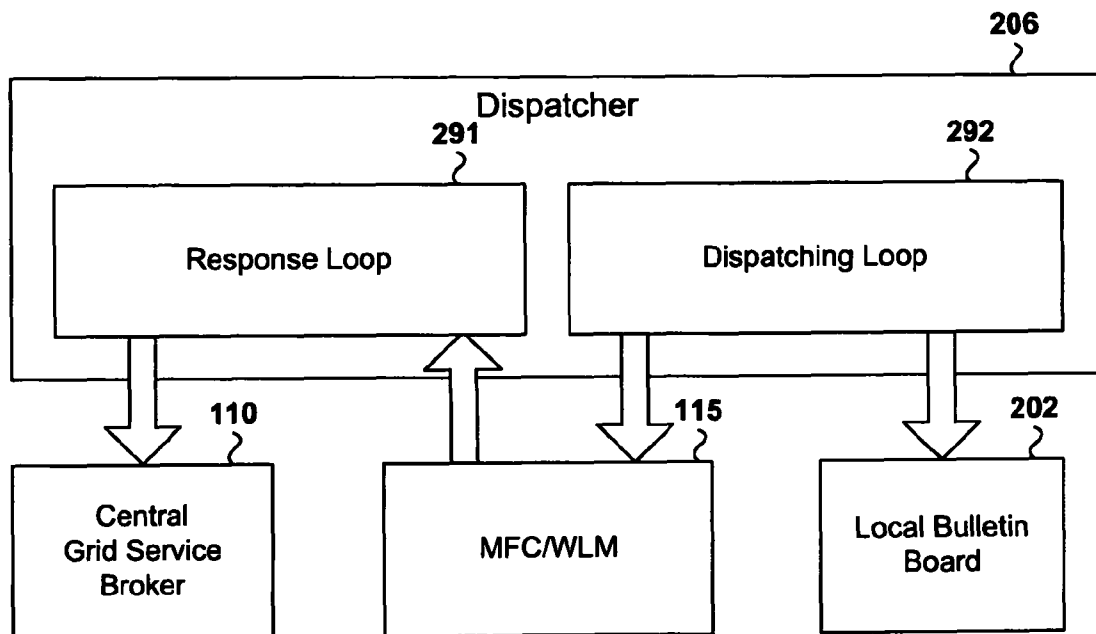 206
Dispatcher
291
292
Response Loop
Dispatching Loop
110
115
202
Central
Grid Service
Broker
MFC/WLM
Local Bulletin
Board